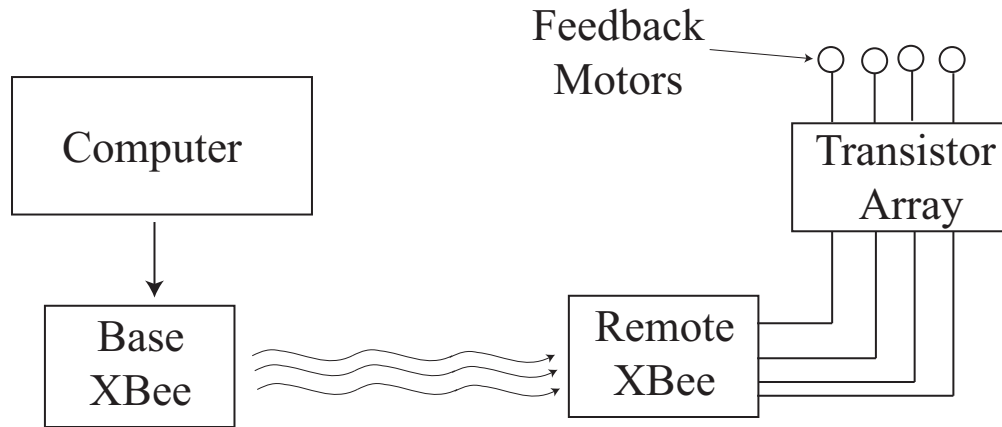 Feedback
Motors
Computer
Transistor
Array
Base
XBee
Remote
XBee